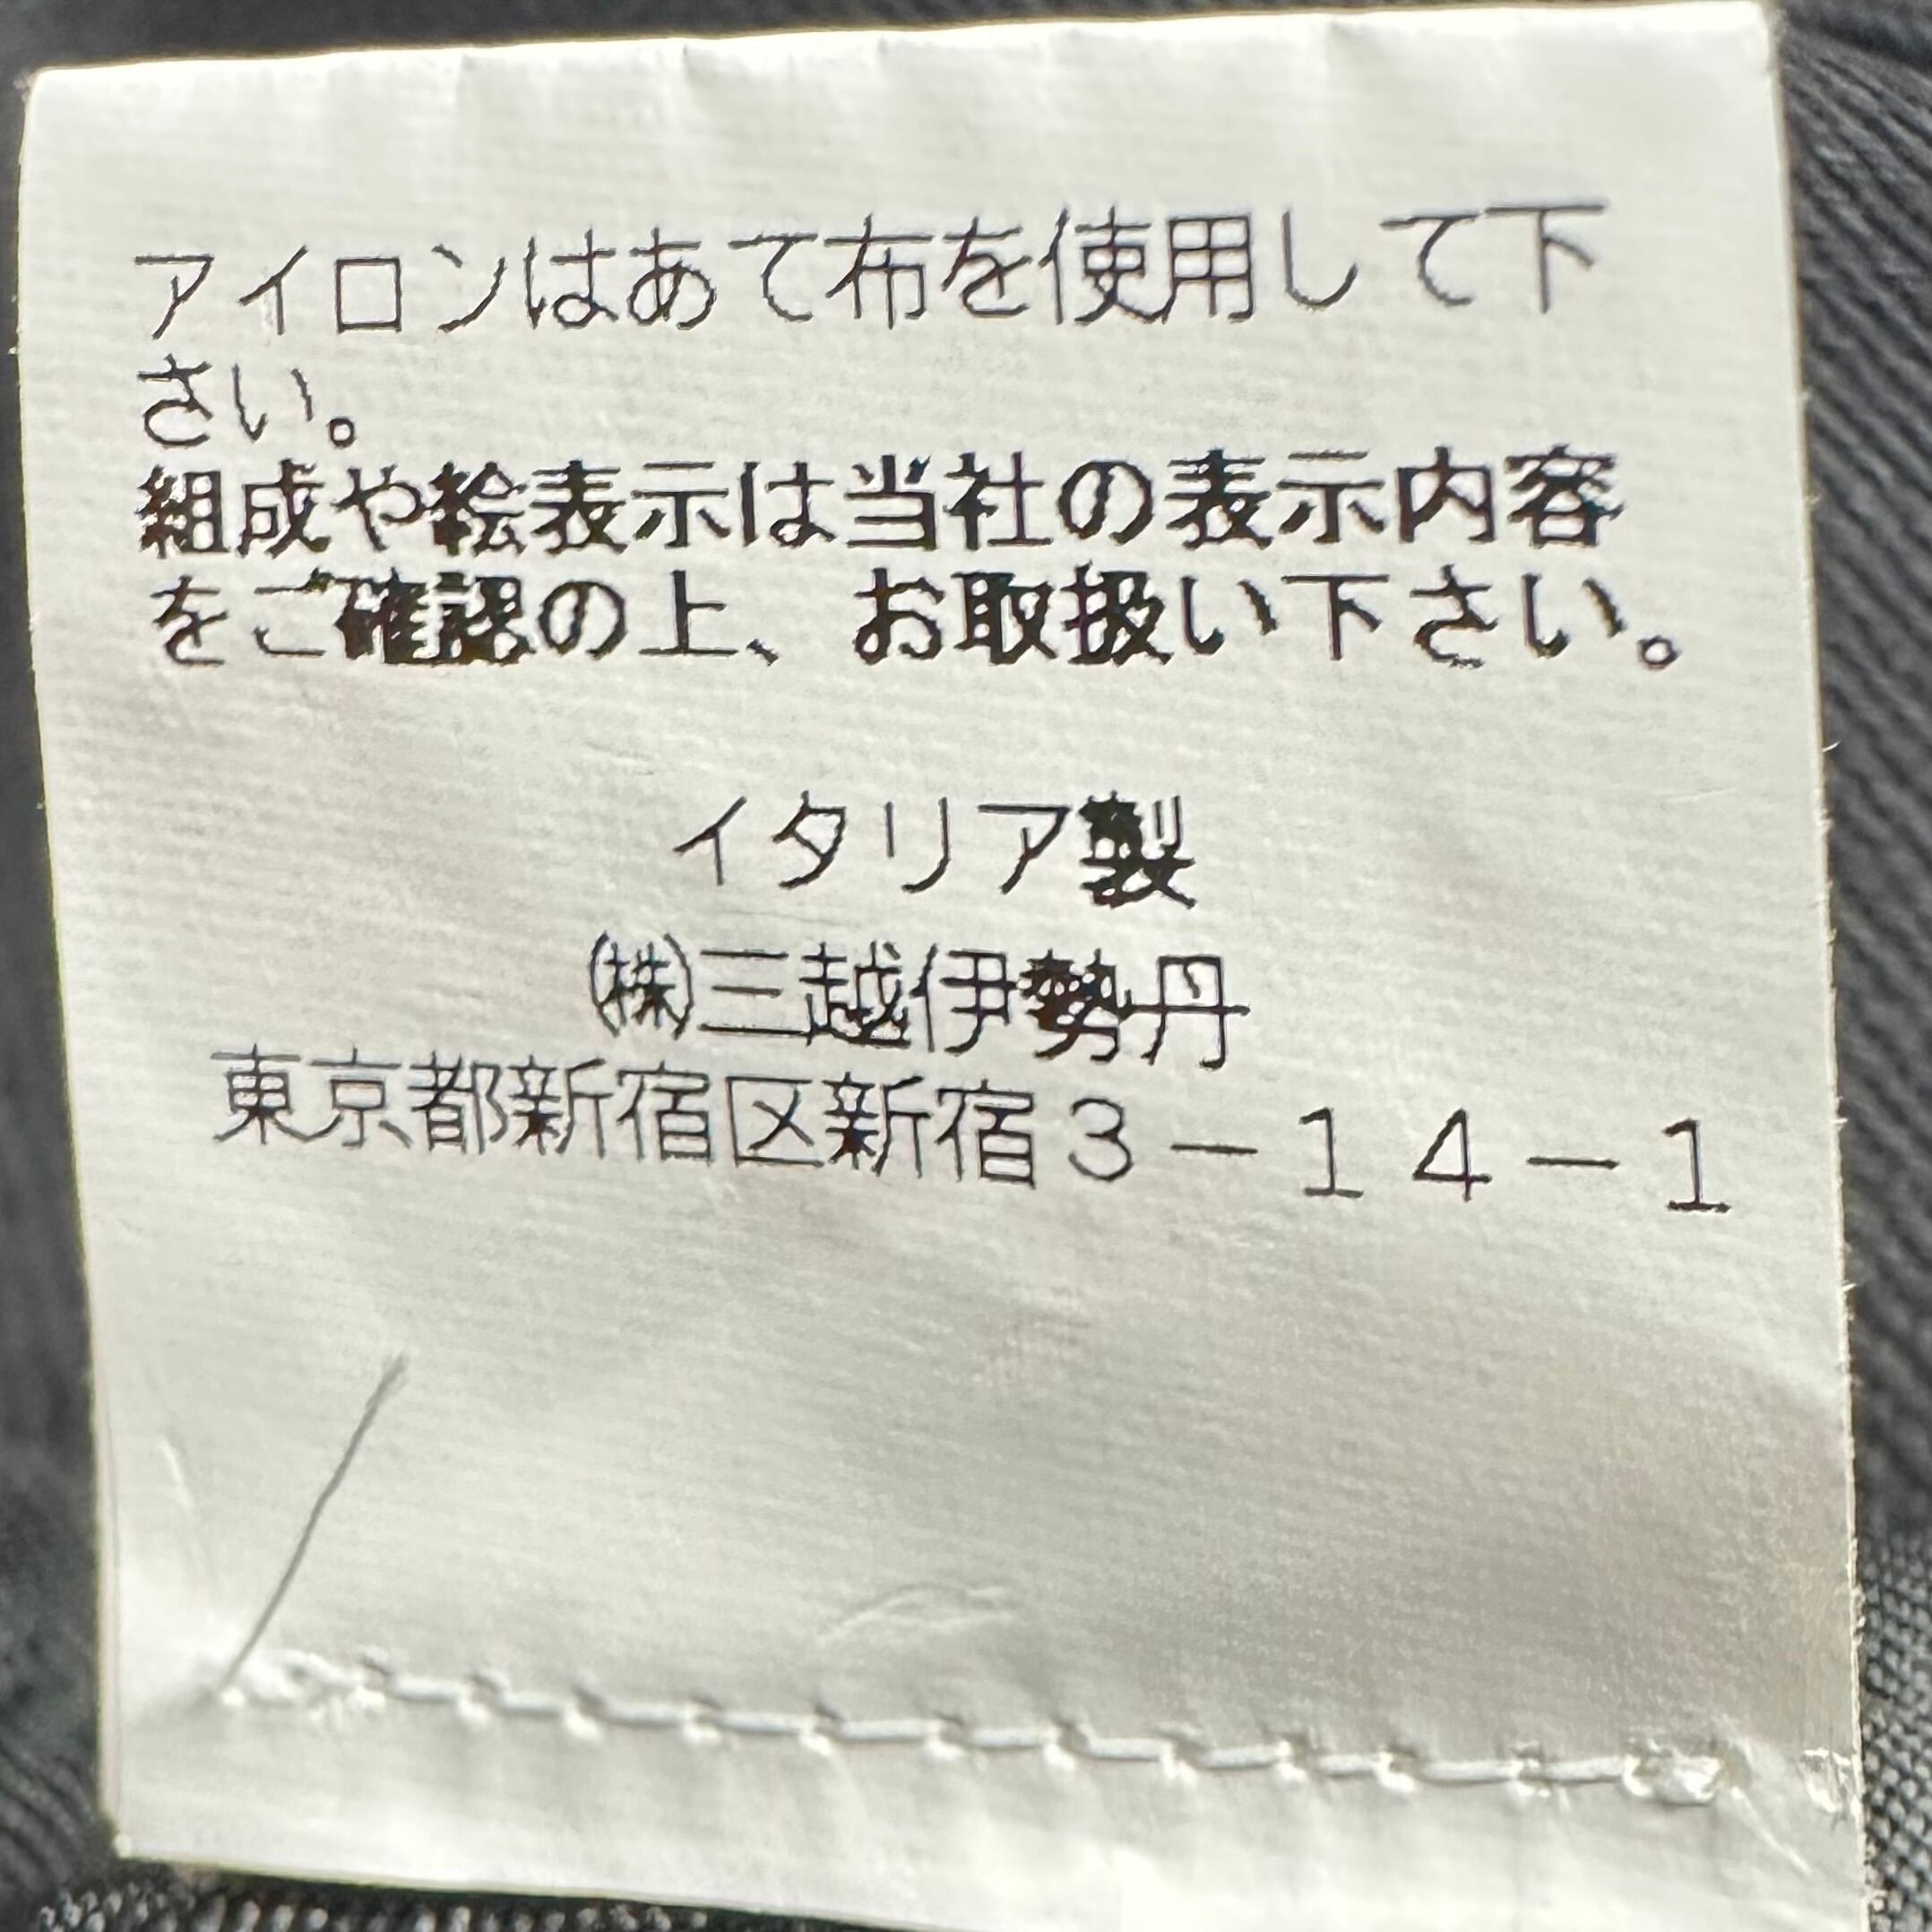 アイロンはあて布を使用して下
さい。
組成や絵表示は当社の表示内容
をご確認の上、お取扱い下さい。
イタリア製
㈱三越伊勢丹
東京都新宿区新宿３－１４－１